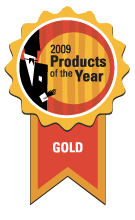 2009
Products
of the Year
GOLD